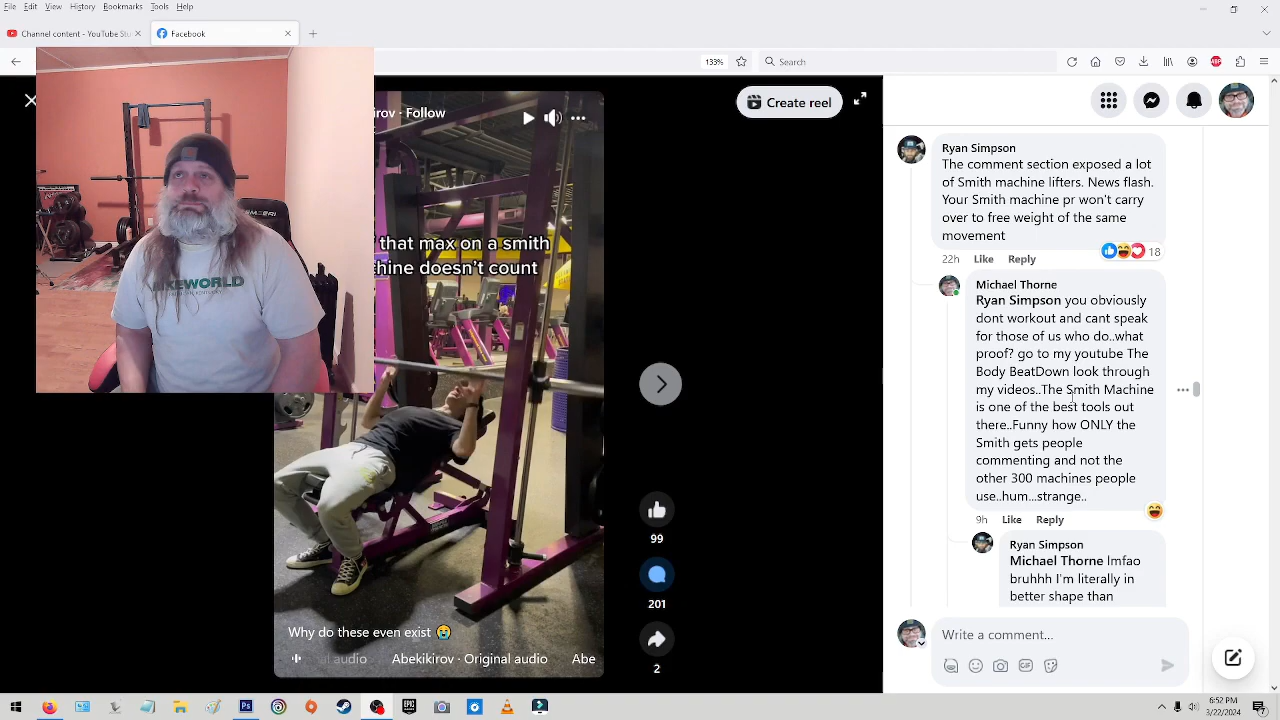 File Edit View History Bookmarks Tools Help
Channel content - YouTube Stu
Facebook
133%
Search
irov · Follow
Create reel
that max on a smith
hine doesn't count
Why do these even exist 😭
al audio Abekikirov · Original audio Abe
99
201
2
BIKEWORLD
Ryan Simpson
The comment section exposed a lot
of Smith machine lifters. News flash.
Your Smith machine pr won't carry
over to free weight of the same
movement
22h Like Reply 18
Michael Thorne
Ryan Simpson you obviously
dont workout and cant speak
for those of us who do..what
proof? go to my youtube The
Body BeatDown look through
my videos..The Smith Machine
is one of the best tools out
there..Funny how ONLY the
Smith gets people
commenting and not the
other 300 machines people
use..hum...strange..
9h Like Reply
Ryan Simpson
Michael Thorne lmfao
bruhhh I'm literally in
better shape than
Write a comment...
GIF
6:52 PM
3/22/2024